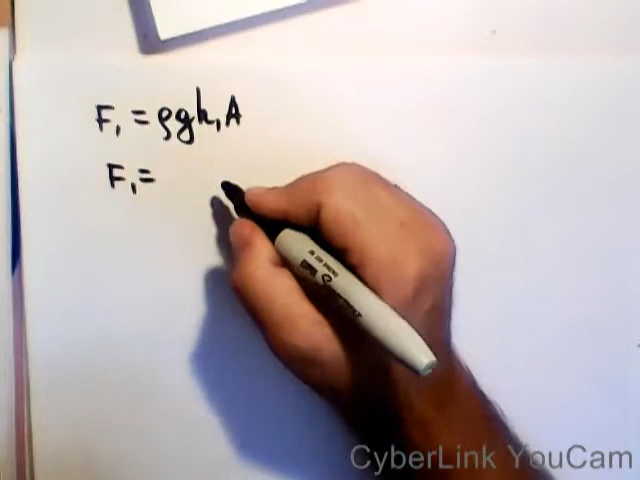 F₁ = ρgh₁A
F₁ =
CyberLink YouCam